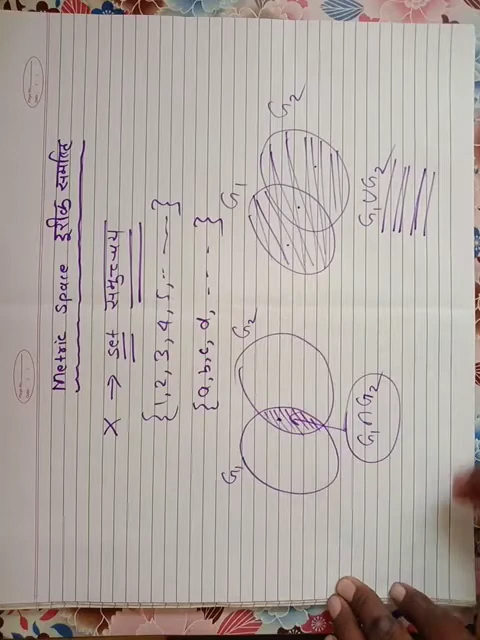 Metric Space दूरीक समष्टि
X → set समुच्चय
{1, 2, 3, 4, 5, - - -}
{a, b, c, d, - - - -}
G1 G2
G1 G2
G1∩G2
G1∪G2